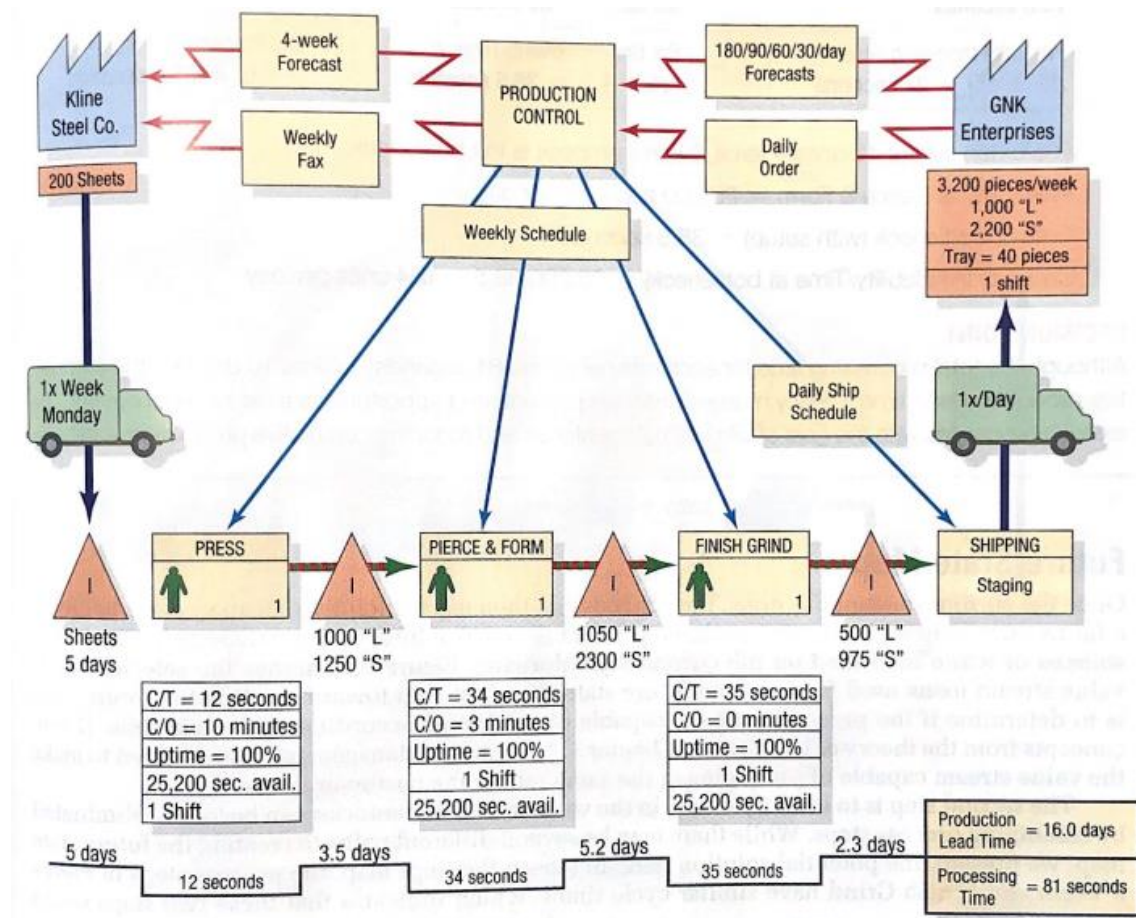 4-week
Forecast
180/90/60/30/day
Forecasts
PRODUCTION
CONTROL
Kline
Steel Co.
GNK
Enterprises
Weekly
Fax
Daily
Order
200 Sheets
3,200 pieces/week
1,000 "L"
2,200 "S"
Tray = 40 pieces
1 shift
Weekly Schedule
1x Week
Monday
Daily Ship
Schedule
1x/Day
I
Sheets
5 days
PRESS
1
I
1000 "L"
1250 "S"
PIERCE & FORM
1
I
1050 "L"
2300 "S"
FINISH GRIND
1
I
500 "L"
975 "S"
SHIPPING
Staging
C/T = 12 seconds
C/O = 10 minutes
Uptime = 100%
25,200 sec. avail.
1 Shift
C/T = 34 seconds
C/O = 3 minutes
Uptime = 100%
1 Shift
25,200 sec. avail.
C/T = 35 seconds
C/O = 0 minutes
Uptime = 100%
1 Shift
25,200 sec. avail.
5 days
12 seconds
3.5 days
34 seconds
5.2 days
35 seconds
2.3 days
Production
Lead Time = 16.0 days
Processing
Time = 81 seconds